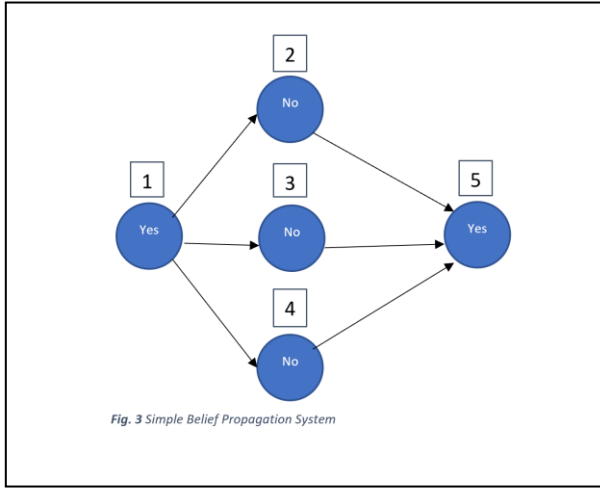 2
No
1
Yes
3
No
5
Yes
4
No
Fig. 3 Simple Belief Propagation System